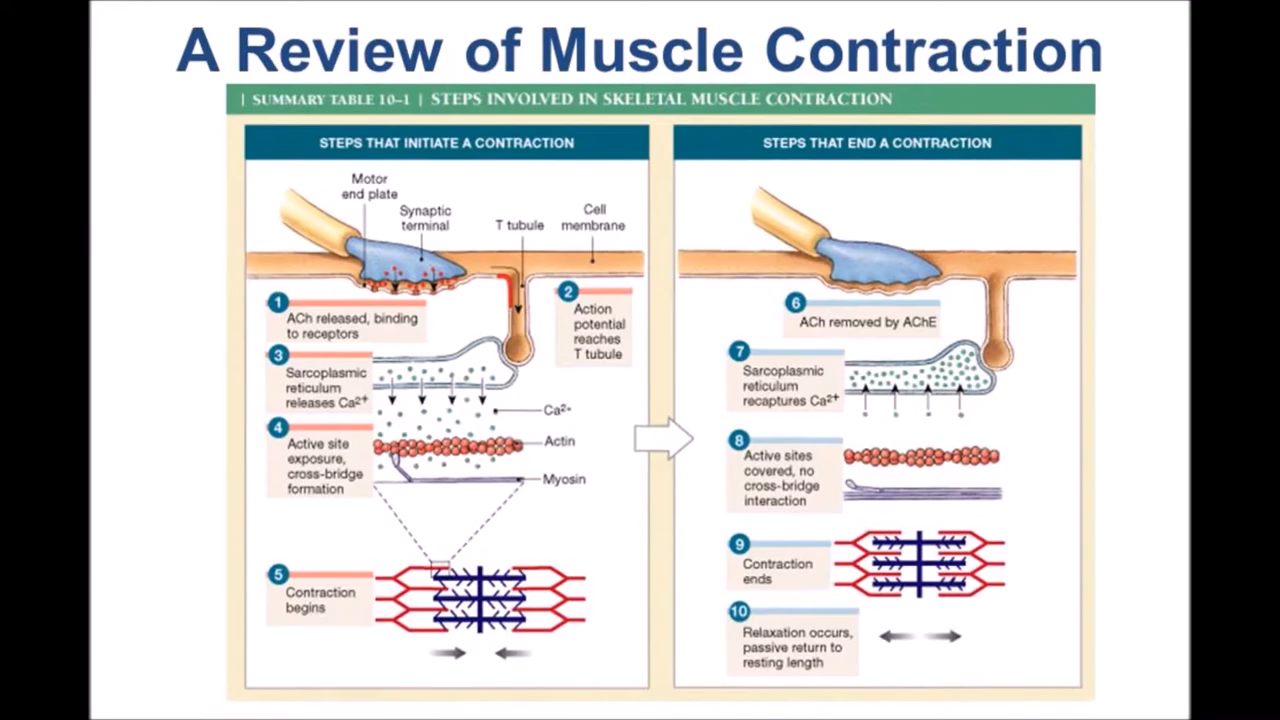 A Review of Muscle Contraction
| SUMMARY TABLE 10–1 | STEPS INVOLVED IN SKELETAL MUSCLE CONTRACTION
STEPS THAT INITIATE A CONTRACTION
Motor
end plate
Synaptic
terminal
T tubule
Cell
membrane
1
ACh released, binding
to receptors
2
Action
potential
reaches
T tubule
3
Sarcoplasmic
reticulum
releases Ca2+
Ca2+
4
Active site
exposure,
cross-bridge
formation
Actin
Myosin
5
Contraction
begins
STEPS THAT END A CONTRACTION
6
ACh removed by AChE
7
Sarcoplasmic
reticulum
recaptures Ca2+
8
Active sites
covered, no
cross-bridge
interaction
9
Contraction
ends
10
Relaxation occurs,
passive return to
resting length